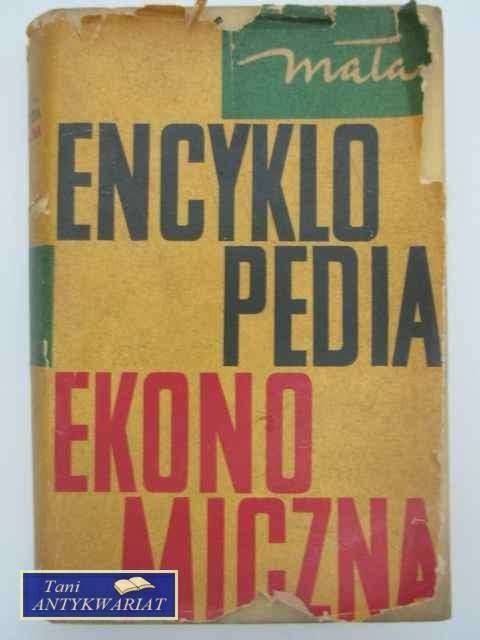 mała
ENCYKLO
PEDIA
EKONO
MICZNA
Tani
ANTYKWARIAT